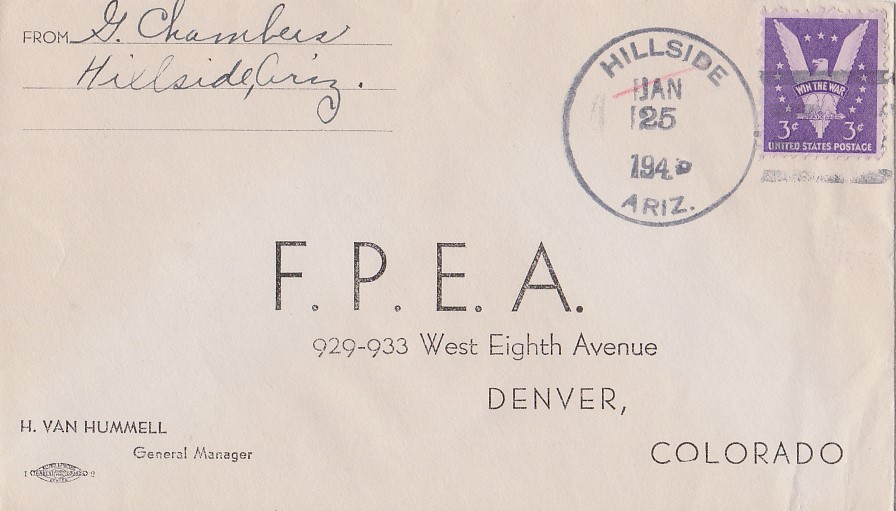 FROM G. Chambers
Hillside, Ariz.
HILLSIDE
JAN
25
194
ARIZ.
WIN THE WAR
3¢ 3¢
UNITED STATES POSTAGE
F. P. E. A.
929-933 West Eighth Avenue
DENVER,
COLORADO
H. VAN HUMMELL
General Manager